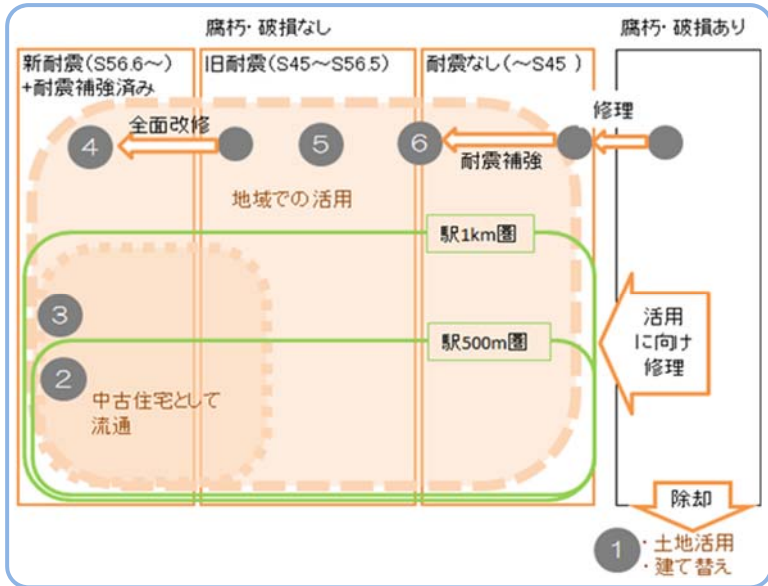 腐朽・破損なし
腐朽・破損あり
新耐震(S56.6～)
+耐震補強済み
旧耐震(S45～S56.5)
耐震なし(～S45 )
修理
全面改修
4
5
6
耐震補強
地域での活用
駅1km圏
3
活用
に向け
修理
駅500m圏
2
中古住宅として
流通
除却
1
・土地活用
・建て替え